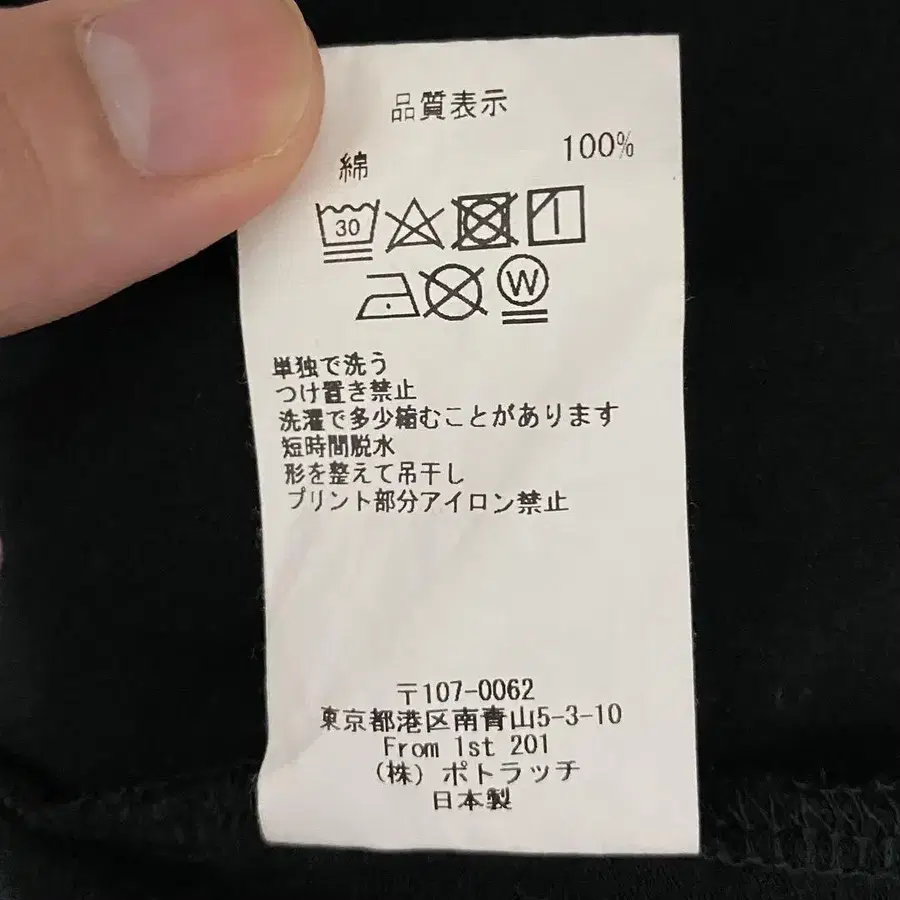 品質表示
綿 100%
30
W
単独で洗う
つけ置き禁止
洗濯で多少縮むことがあります
短時間脱水
形を整えて吊干し
プリント部分アイロン禁止
〒107-0062
東京都港区南青山5-3-10
From 1st 201
(株) ポトラッチ
日本製